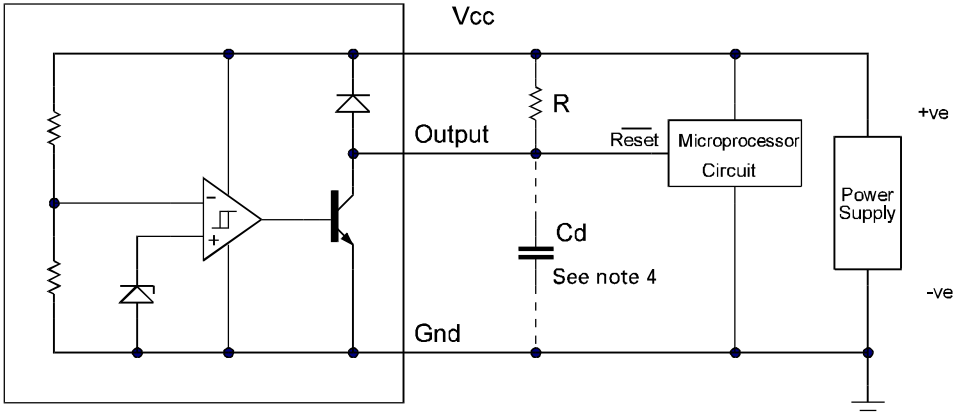 Vcc
R
+ve
Output
Reset
Microprocessor
Circuit
Power
Supply
-
+
Cd
See note 4
-ve
Gnd